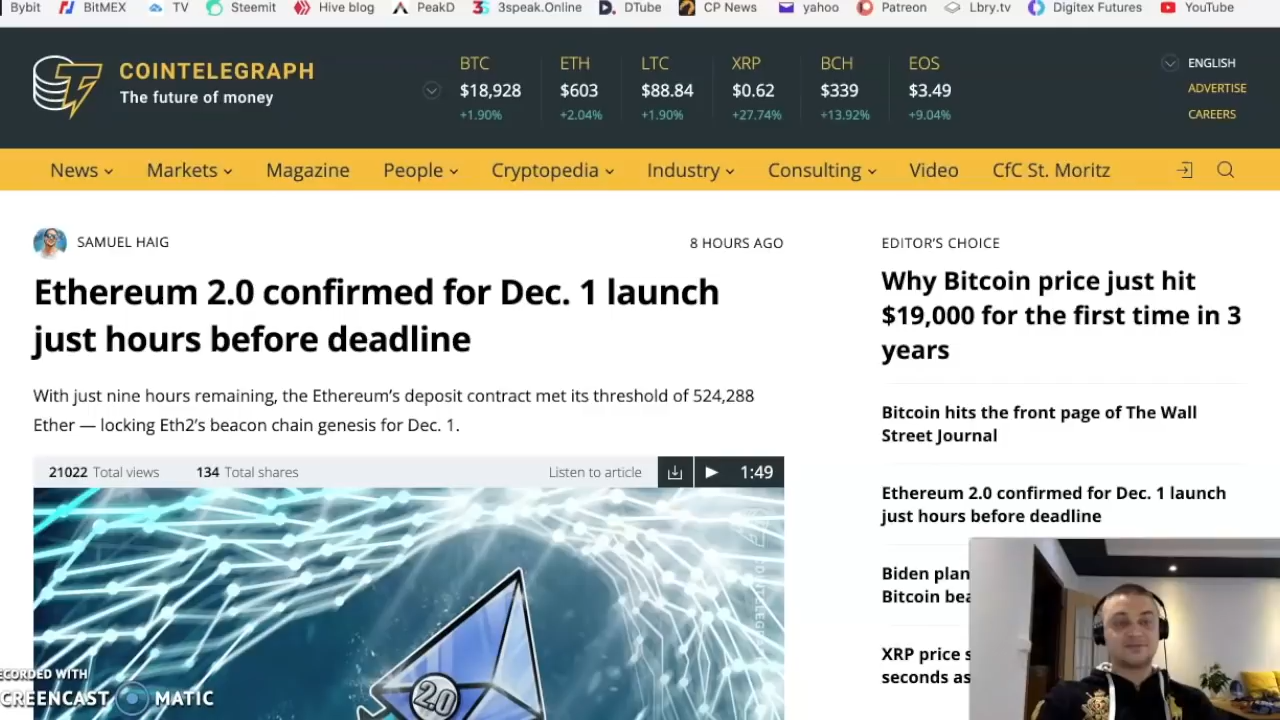 Bybit BitMEX TV Steemit Hive blog PeakD 3speak.Online DTube CP News yahoo Patreon Lbry.tv Digitex Futures YouTube
COINTELEGRAPH
The future of money
BTC ETH LTC XRP BCH EOS
$18,928 $603 $88.84 $0.62 $339 $3.49
+1.90% +2.04% +1.90% +27.74% +13.92% +9.04%
ENGLISH
ADVERTISE
CAREERS
News Markets Magazine People Cryptopedia Industry Consulting Video CfC St. Moritz
SAMUEL HAIG
8 HOURS AGO
Ethereum 2.0 confirmed for Dec. 1 launch
just hours before deadline
With just nine hours remaining, the Ethereum's deposit contract met its threshold of 524,288
Ether — locking Eth2's beacon chain genesis for Dec. 1.
21022 Total views 134 Total shares Listen to article 1:49
2.0
EDITOR'S CHOICE
Why Bitcoin price just hit
$19,000 for the first time in 3
years
Bitcoin hits the front page of The Wall
Street Journal
Ethereum 2.0 confirmed for Dec. 1 launch
just hours before deadline
Biden plan
Bitcoin bea
XRP price s
seconds as
ECORDED WITH
CREENCAST MATIC